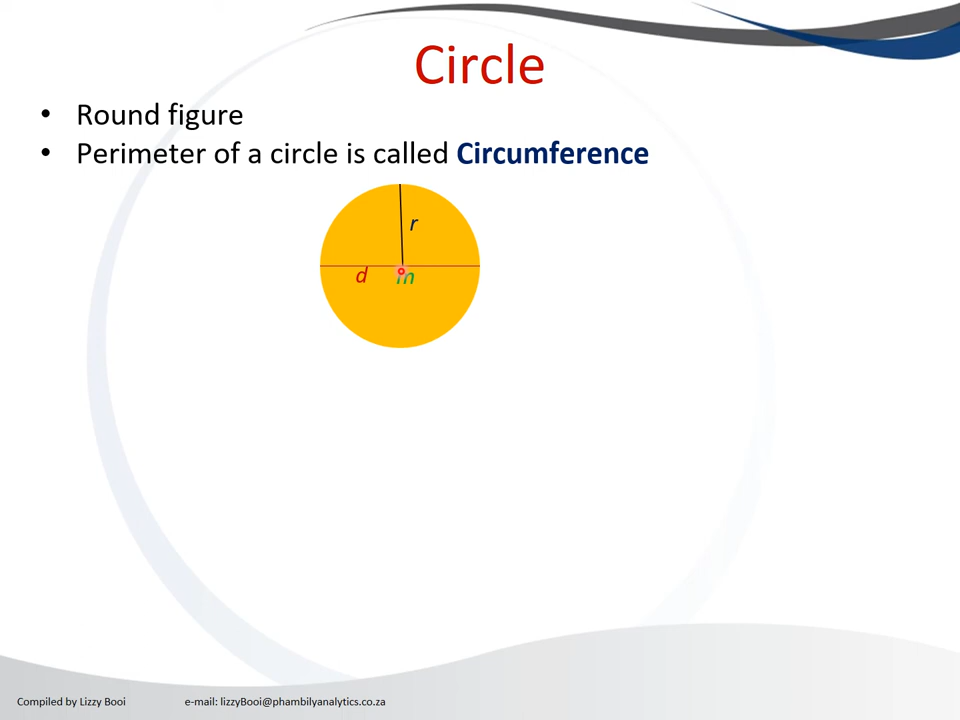 Circle
• Round figure
• Perimeter of a circle is called Circumference
r
d m
Compiled by Lizzy Booi e-mail: lizzyBooi@phambilyanalytics.co.za